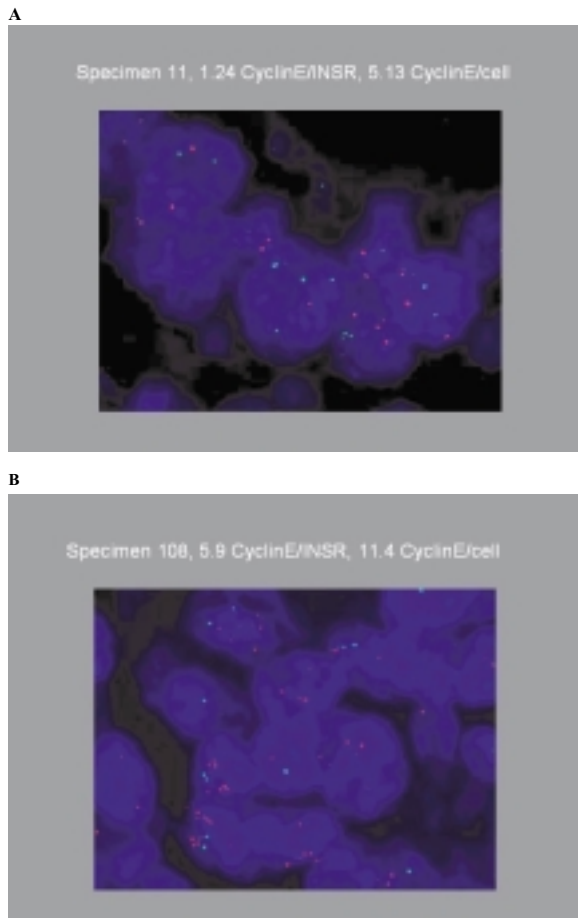 A
Specimen 11, 1.24 CyclinE/INSR, 5.13 CyclinE/cell
B
Specimen 108, 5.9 CyclinE/INSR, 11.4 CyclinE/cell